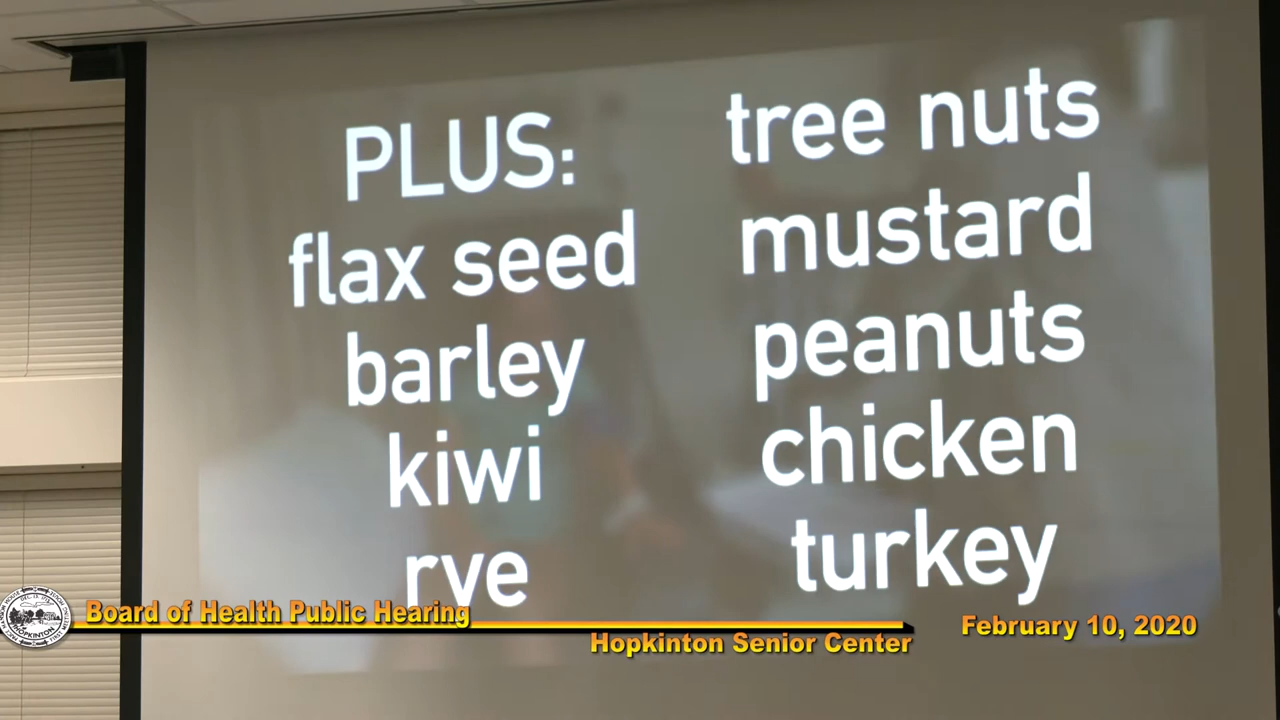 PLUS:
flax seed
barley
kiwi
rye
tree nuts
mustard
peanuts
chicken
turkey
Board of Health Public Hearing
Hopkinton Senior Center
February 10, 2020
HOPKINTON